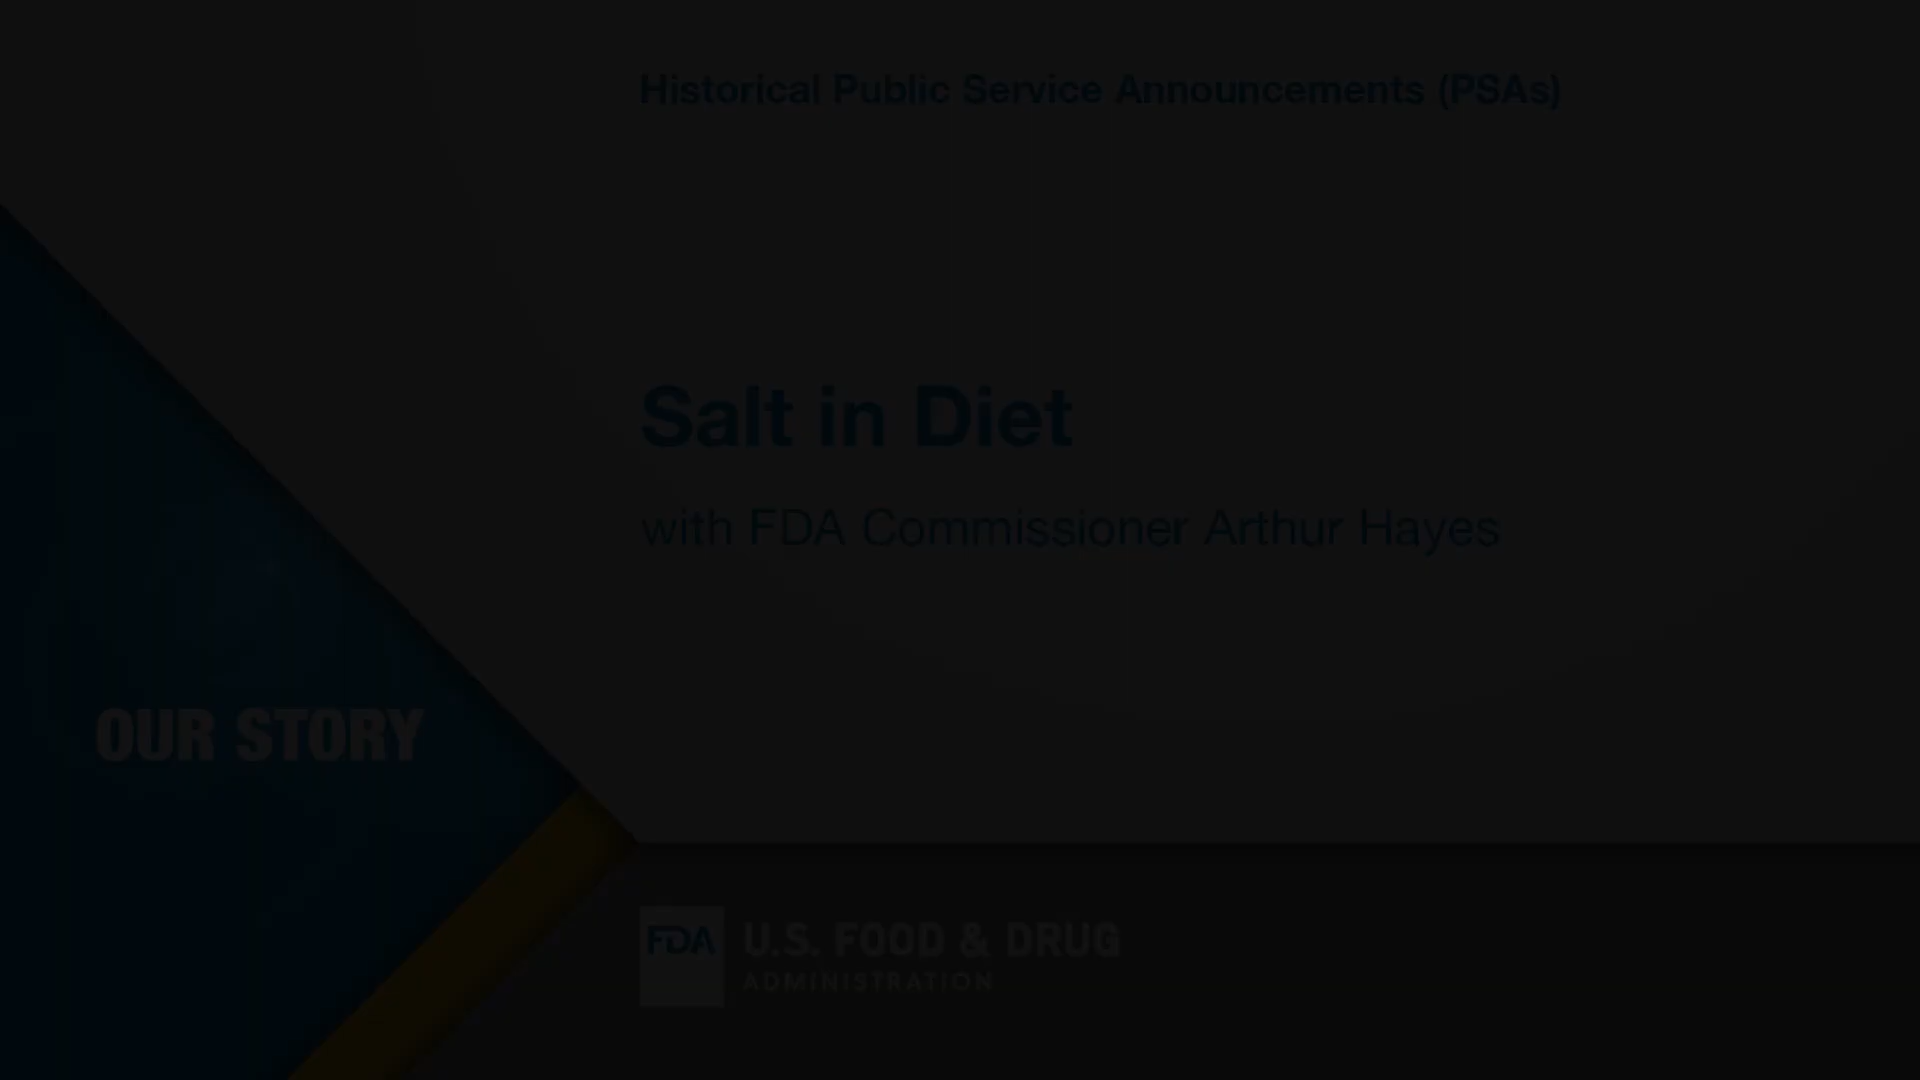 Historical Public Service Announcements (PSAs)
Salt in Diet
with FDA Commissioner Arthur Hayes
OUR STORY
FDA
U.S. FOOD & DRUG
ADMINISTRATION